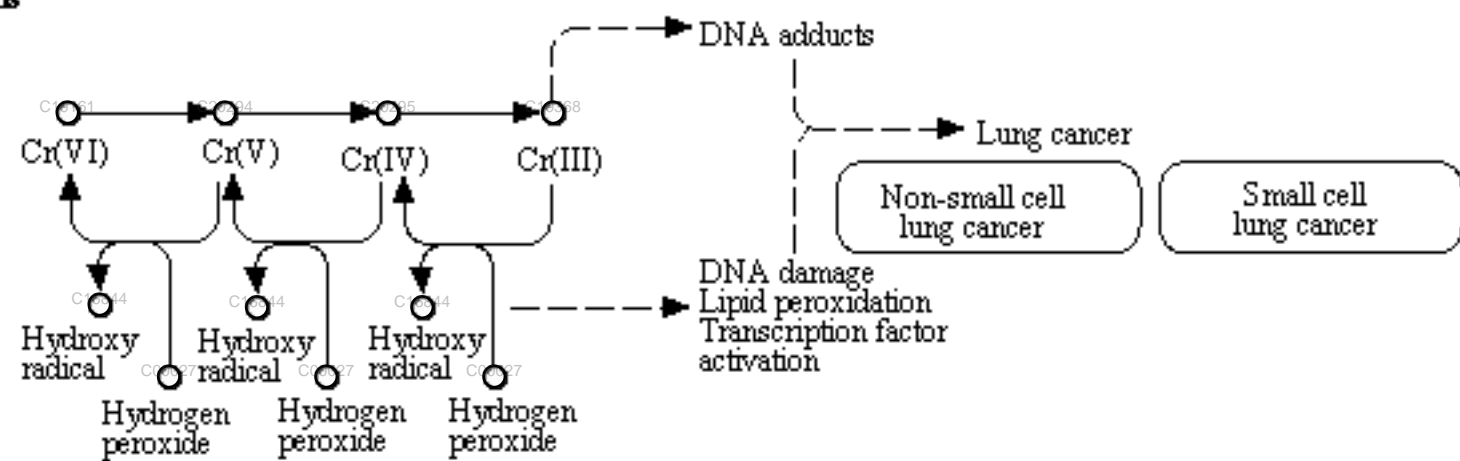 DNA adducts
Cr(VI)
Cr(V)
Cr(IV)
Cr(III)
Lung cancer
Non-small cell
lung cancer
Small cell
lung cancer
DNA damage
Lipid peroxidation
Transcription factor
activation
Hydroxy
radical
Hydroxy
radical
Hydroxy
radical
Hydrogen
peroxide
Hydrogen
peroxide
Hydrogen
peroxide